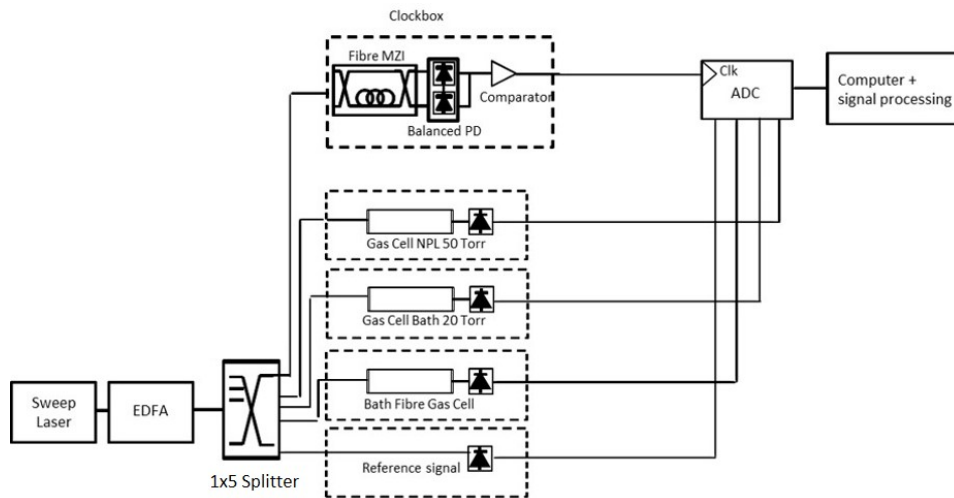 Clockbox
Fibre MZI
Comparator
Balanced PD
Clk
ADC
Computer +
signal processing
Gas Cell NPL 50 Torr
Gas Cell Bath 20 Torr
Bath Fibre Gas Cell
Sweep
Laser
EDFA
Reference signal
1x5 Splitter